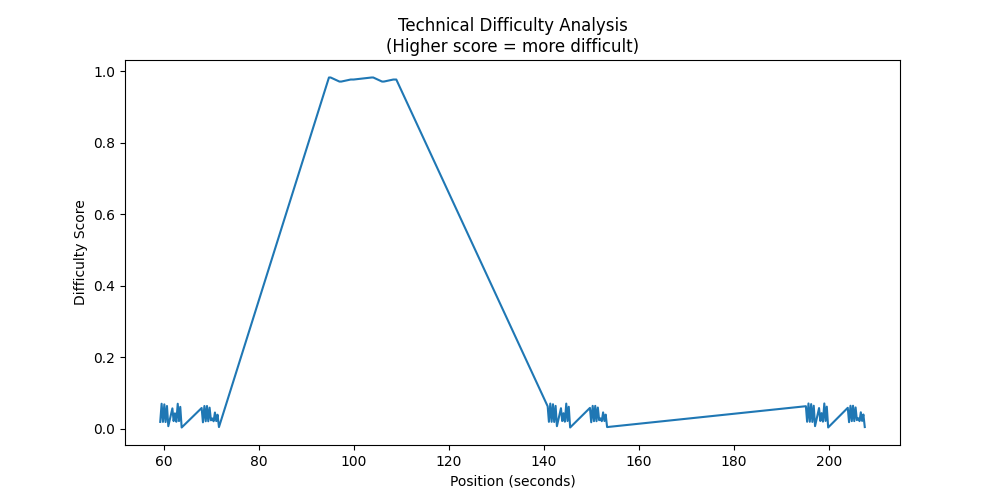 Technical Difficulty Analysis
(Higher score = more difficult)
1.0
0.8
0.6
0.4
0.2
0.0
Difficulty Score
60 80 100 120 140 160 180 200
Position (seconds)